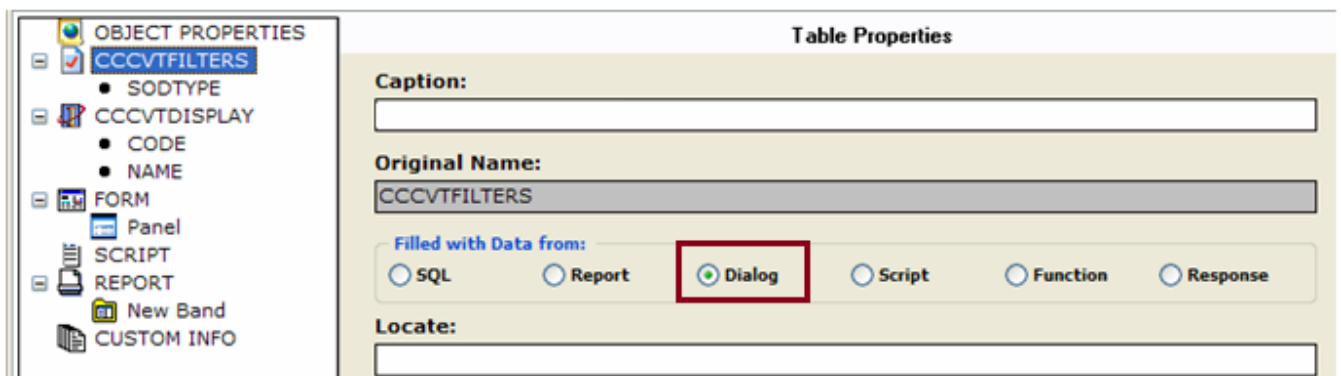 OBJECT PROPERTIES
CCCVTFILTERS
SODTYPE
CCCVTDISPLAY
CODE
NAME
FORM
Panel
SCRIPT
REPORT
New Band
CUSTOM INFO
Table Properties
Caption:
Original Name:
CCCVTFILTERS
Filled with Data from:
SQL Report Dialog Script Function Response
Locate: